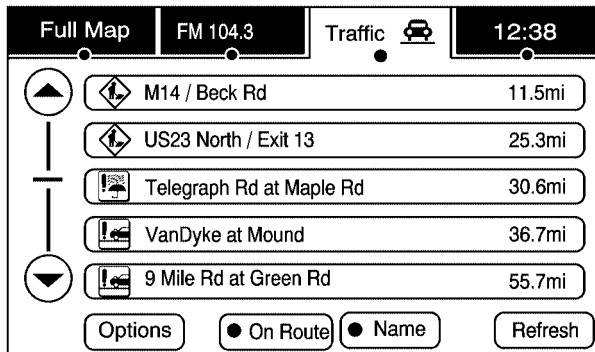 Full Map FM 104.3 Traffic 12:38
M14 / Beck Rd 11.5mi
US23 North / Exit 13 25.3mi
Telegraph Rd at Maple Rd 30.6mi
VanDyke at Mound 36.7mi
9 Mile Rd at Green Rd 55.7mi
Options On Route Name Refresh